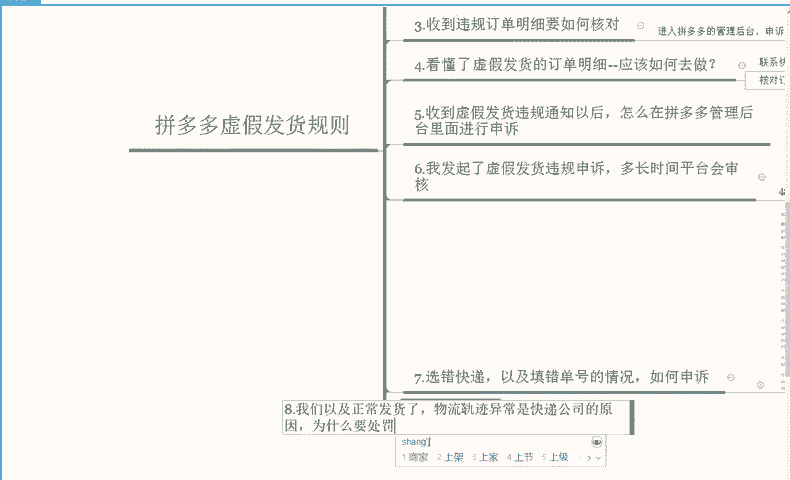 3.收到违规订单明细要如何核对
进入拼多多的管理后台，申诉
4.看懂了虚假发货的订单明细--应该如何去做？
联系快
核对订
拼多多虚假发货规则
5.收到虚假发货违规通知以后，怎么在拼多多管理后
台里面进行申诉
6.我发起了虚假发货违规申诉，多长时间平台会审
核
48
7.选错快递，以及填错单号的情况，如何申诉
8.我们以及正常发货了，物流轨迹异常是快递公司的原
因，为什么要处罚
shang'j
1 商家 2 上架 3 上家 4 上节 5 上级